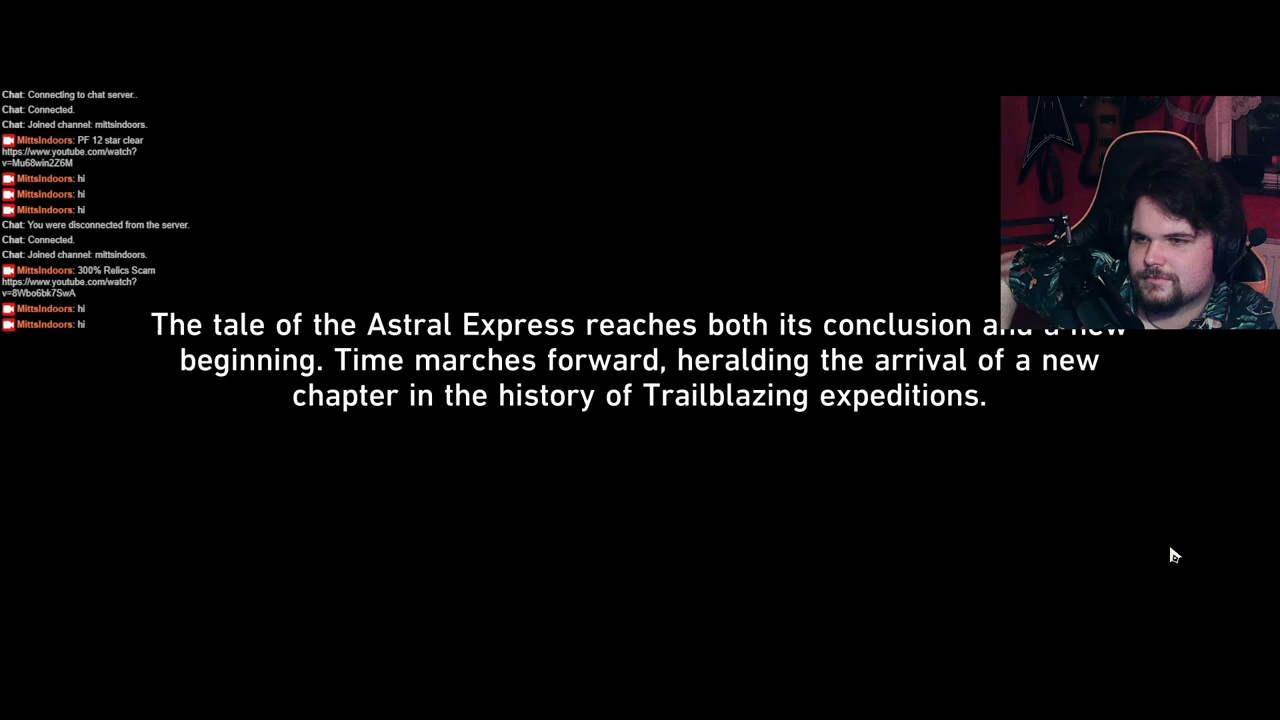 Chat: Connecting to chat server..
Chat: Connected.
Chat: Joined channel: mittsindoors.
MittsIndoors: PF 12 star clear
https://www.youtube.com/watch?
v=Mu68win2Z6M
MittsIndoors: hi
MittsIndoors: hi
MittsIndoors: hi
Chat: You were disconnected from the server.
Chat: Connected.
Chat: Joined channel: mittsindoors.
MittsIndoors: 300% Relics Scam
https://www.youtube.com/watch?
v=8Wbo6bk7SwA
MittsIndoors: hi
MittsIndoors: hi
The tale of the Astral Express reaches both its conclusion and a new
beginning. Time marches forward, heralding the arrival of a new
chapter in the history of Trailblazing expeditions.